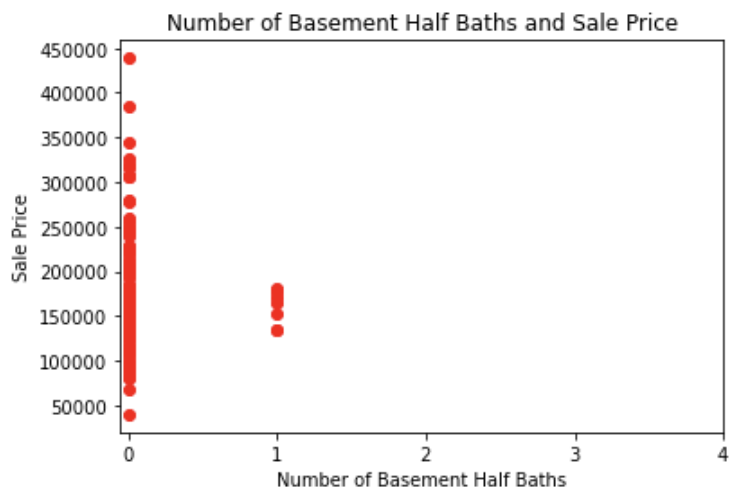 Number of Basement Half Baths and Sale Price
450000
400000
350000
300000
250000
200000
150000
100000
50000
Sale Price
0 1 2 3 4
Number of Basement Half Baths